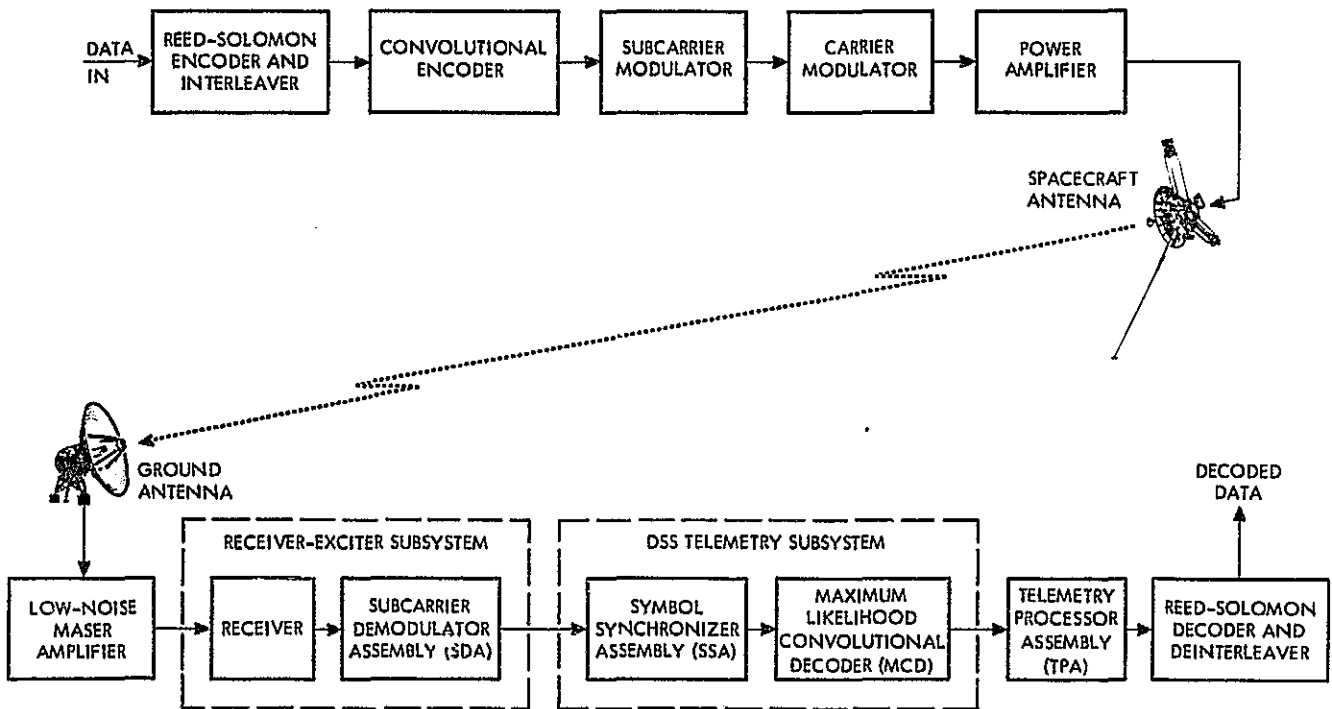 DATA
IN
REED-SOLOMON
ENCODER AND
INTERLEAVER
CONVOLUTIONAL
ENCODER
SUBCARRIER
MODULATOR
CARRIER
MODULATOR
POWER
AMPLIFIER
SPACECRAFT
ANTENNA
GROUND
ANTENNA
DECODED
DATA
RECEIVER-EXCITER SUBSYSTEM
DSS TELEMETRY SUBSYSTEM
LOW-NOISE
MASER
AMPLIFIER
RECEIVER
SUBCARRIER
DEMODULATOR
ASSEMBLY (SDA)
SYMBOL
SYNCHRONIZER
ASSEMBLY (SSA)
MAXIMUM
LIKELIHOOD
CONVOLUTIONAL
DECODER (MCD)
TELEMETRY
PROCESSOR
ASSEMBLY
(TPA)
REED-SOLOMON
DECODER AND
DEINTERLEAVER